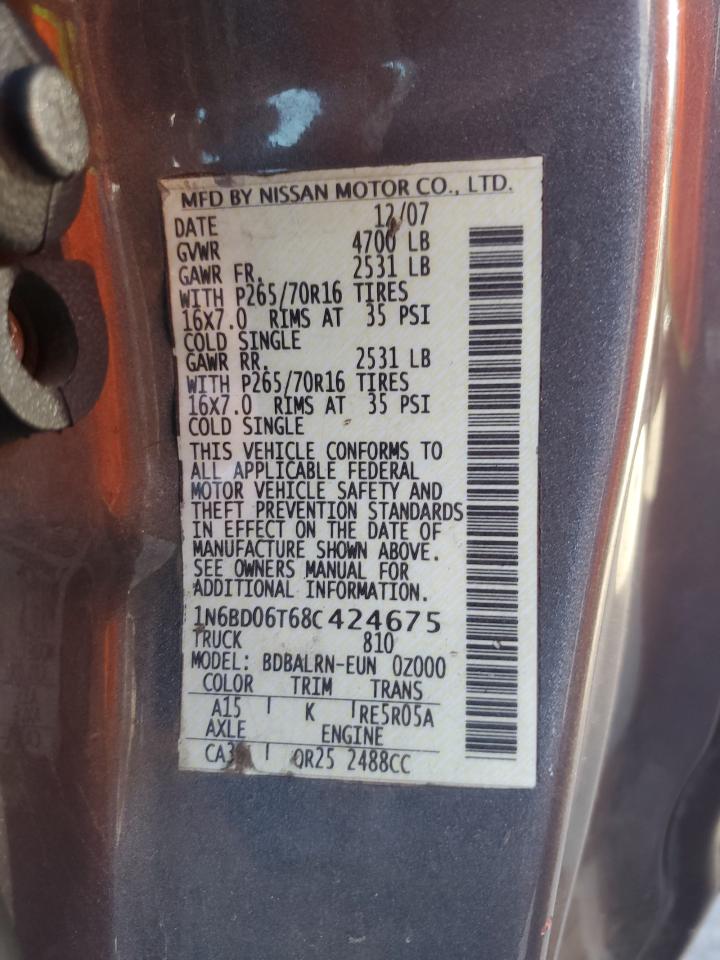 MFD BY NISSAN MOTOR CO., LTD.
DATE 12/07
GVWR 4700 LB
GAWR FR. 2531 LB
WITH P265/70R16 TIRES
16X7.0 RIMS AT 35 PSI
COLD SINGLE
GAWR RR. 2531 LB
WITH P265/70R16 TIRES
16X7.0 RIMS AT 35 PSI
COLD SINGLE
THIS VEHICLE CONFORMS TO
ALL APPLICABLE FEDERAL
MOTOR VEHICLE SAFETY AND
THEFT PREVENTION STANDARDS
IN EFFECT ON THE DATE OF
MANUFACTURE SHOWN ABOVE.
SEE OWNERS MANUAL FOR
ADDITIONAL INFORMATION.
1N6BD06T68C424675
TRUCK 810
MODEL: BDBALRN-EUN 0Z000
COLOR TRIM TRANS
A15 K RE5R05A
AXLE ENGINE
QR25 2488CC